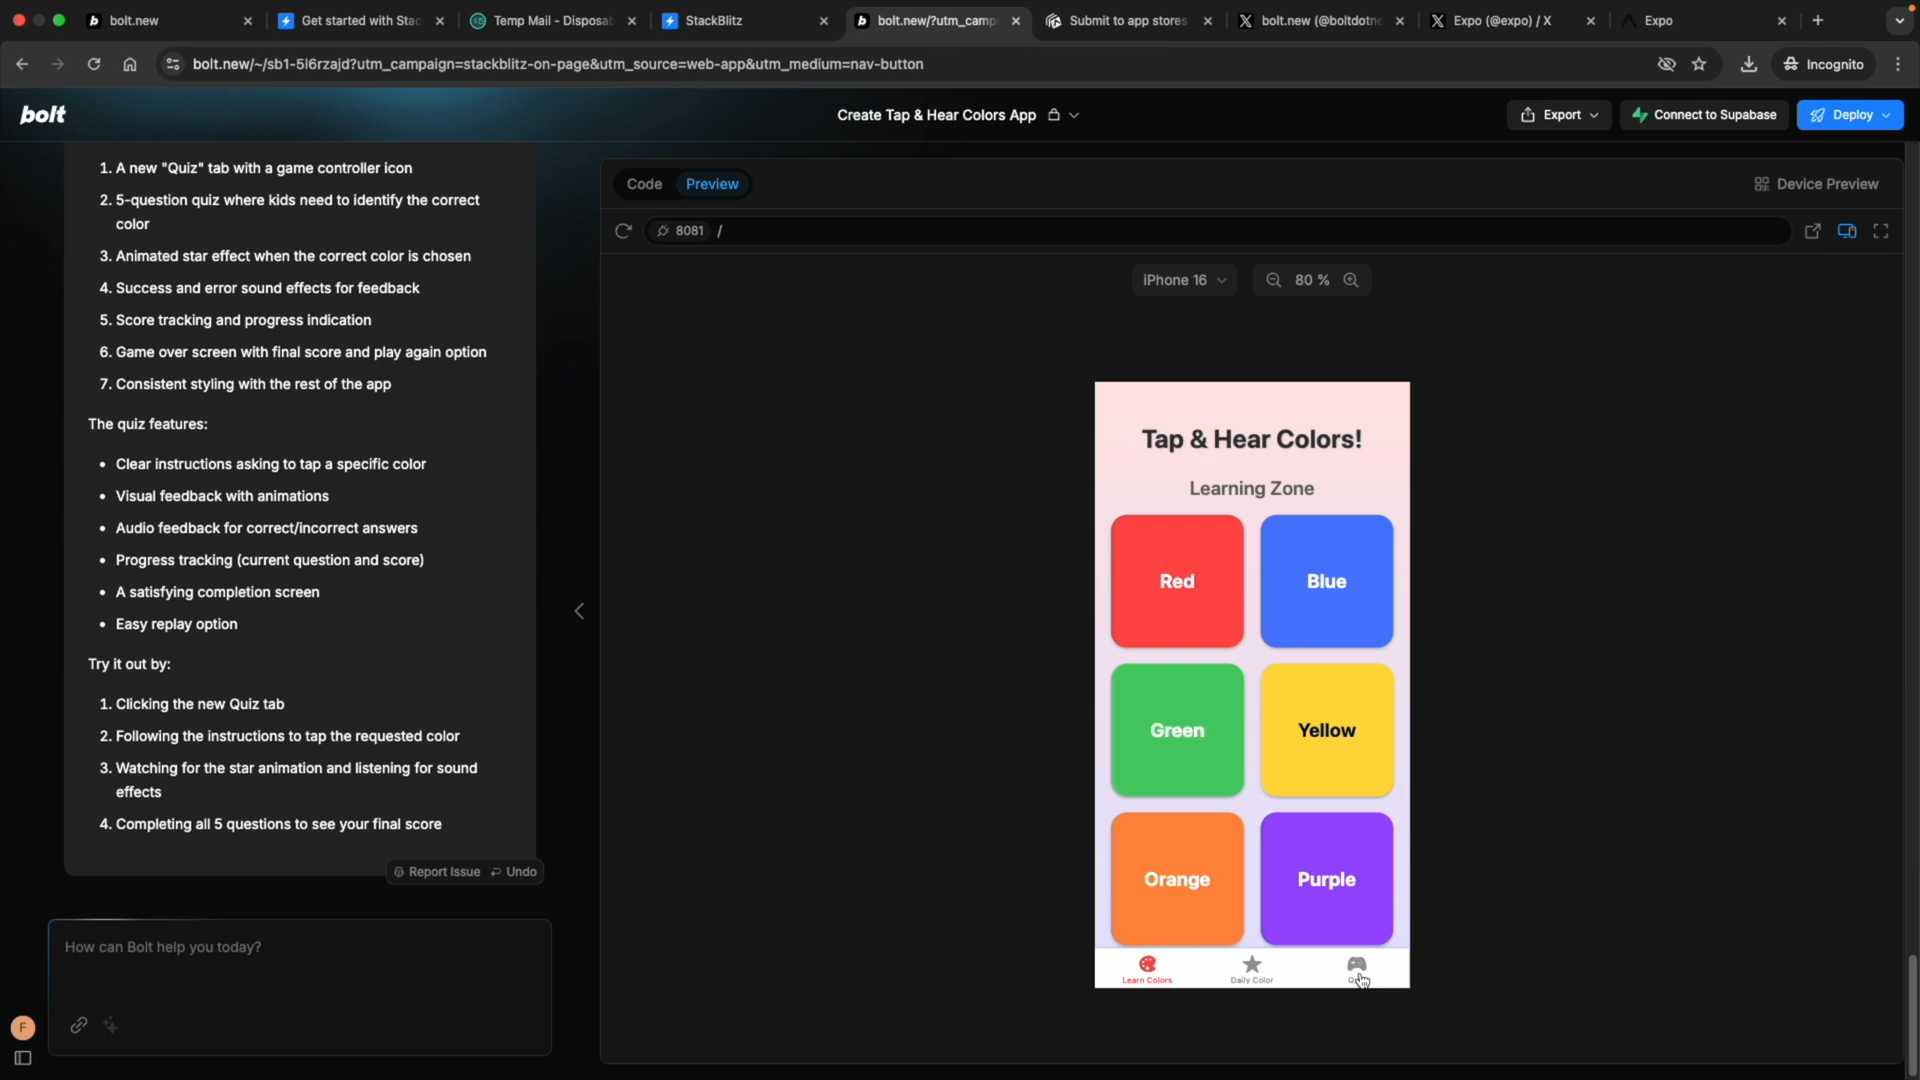 bolt.new
Get started with Stac
Temp Mail - Disposab
StackBlitz
bolt.new/?utm_camp
Submit to app stores
bolt.new (@boltdotne
Expo (@expo) / X
Expo
bolt.new/~/sb1-5l6rzajd?utm_campaign=stackblitz-on-page&utm_source=web-app&utm_medium=nav-button
Incognito
bolt
Create Tap & Hear Colors App
Export
Connect to Supabase
Deploy
1. A new "Quiz" tab with a game controller icon
2. 5-question quiz where kids need to identify the correct
color
3. Animated star effect when the correct color is chosen
4. Success and error sound effects for feedback
5. Score tracking and progress indication
6. Game over screen with final score and play again option
7. Consistent styling with the rest of the app
The quiz features:
• Clear instructions asking to tap a specific color
• Visual feedback with animations
• Audio feedback for correct/incorrect answers
• Progress tracking (current question and score)
• A satisfying completion screen
• Easy replay option
Try it out by:
1. Clicking the new Quiz tab
2. Following the instructions to tap the requested color
3. Watching for the star animation and listening for sound
effects
4. Completing all 5 questions to see your final score
Report Issue
Undo
How can Bolt help you today?
F
Code
Preview
Device Preview
8081 /
iPhone 16
80 %
Tap & Hear Colors!
Learning Zone
Red
Blue
Green
Yellow
Orange
Purple
Learn Colors
Daily Color